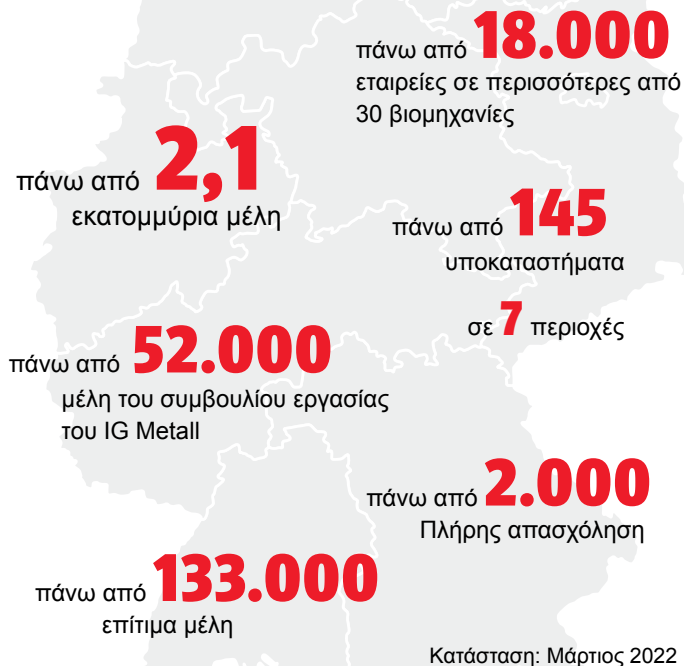 πάνω από 18.000
εταιρείες σε περισσότερες από
30 βιομηχανίες
πάνω από 2,1
εκατομμύρια μέλη
πάνω από 145
υποκαταστήματα
σε 7 περιοχές
πάνω από 52.000
μέλη του συμβουλίου εργασίας
του IG Metall
πάνω από 2.000
Πλήρης απασχόληση
πάνω από 133.000
επίτιμα μέλη
Κατάσταση: Μάρτιος 2022